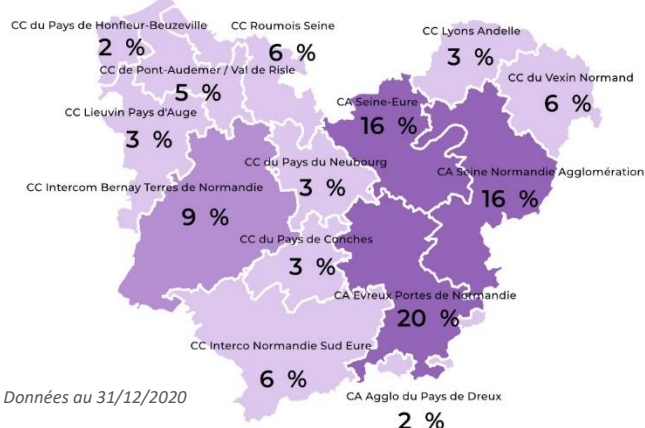 CC du Pays de Honfleur-Beuzeville
2 %
CC Roumois Seine
6 %
CC Lyons Andelle
3 %
CC de Pont-Audemer / Val de Risle
5 %
CC du Vexin Normand
6 %
CA Seine-Eure
16 %
CC Lieuvin Pays d'Auge
3 %
CC du Pays du Neubourg
3 %
CA Seine Normandie Agglomération
16 %
CC Intercom Bernay Terres de Normandie
9 %
CC du Pays de Conches
3 %
CA Evreux Portes de Normandie
20 %
CC Interco Normandie Sud Eure
6 %
Données au 31/12/2020
CA Agglo du Pays de Dreux
2 %